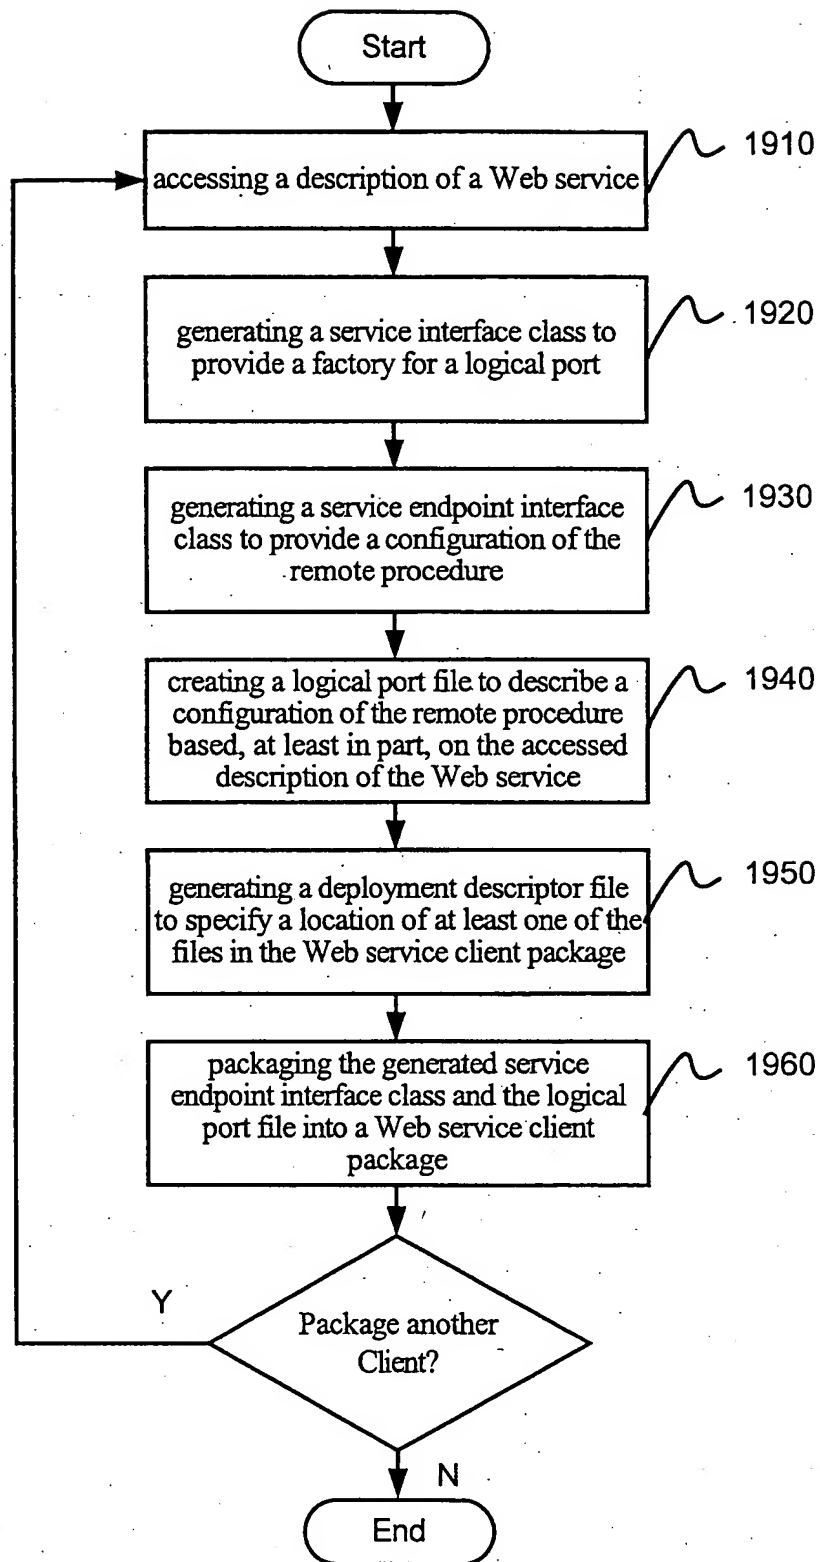 Start
accessing a description of a Web service
1910
generating a service interface class to
provide a factory for a logical port
1920
generating a service endpoint interface
class to provide a configuration of the
remote procedure
1930
creating a logical port file to describe a
configuration of the remote procedure
based, at least in part, on the accessed
description of the Web service
1940
generating a deployment descriptor file
to specify a location of at least one of the
files in the Web service client package
1950
packaging the generated service
endpoint interface class and the logical
port file into a Web service client
package
1960
Y
Package another
Client?
N
End